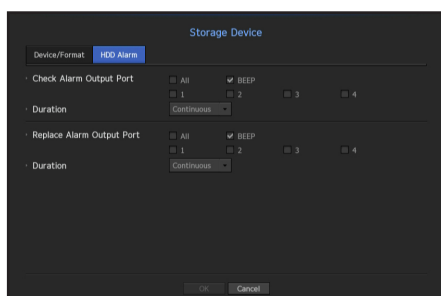 Storage Device
Device/Format HDD Alarm
Check Alarm Output Port All BEEP
1 2 3 4
Duration Continuous
Replace Alarm Output Port All BEEP
1 2 3 4
Duration Continuous
OK Cancel